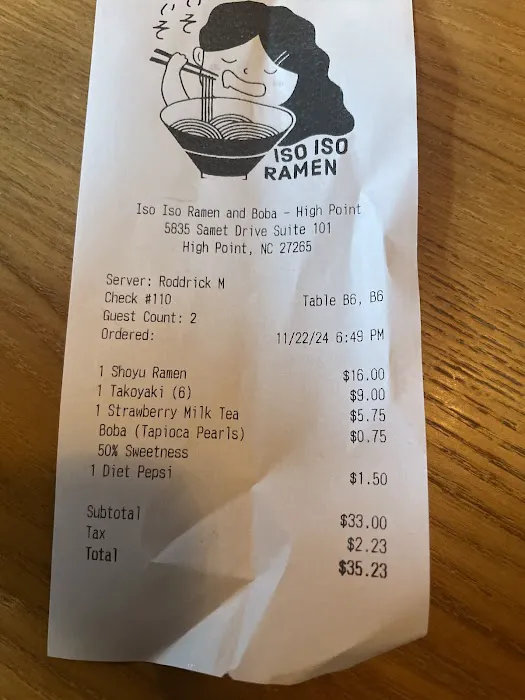 いそ
いそ
ISO ISO
RAMEN
Iso Iso Ramen and Boba - High Point
5835 Samet Drive Suite 101
High Point, NC 27265
Server: Roddrick M
Check #110 Table B6, B6
Guest Count: 2
Ordered: 11/22/24 6:49 PM
1 Shoyu Ramen $16.00
1 Takoyaki (6) $9.00
1 Strawberry Milk Tea $5.75
Boba (Tapioca Pearls) $0.75
50% Sweetness
1 Diet Pepsi $1.50
Subtotal $33.00
Tax $2.23
Total $35.23